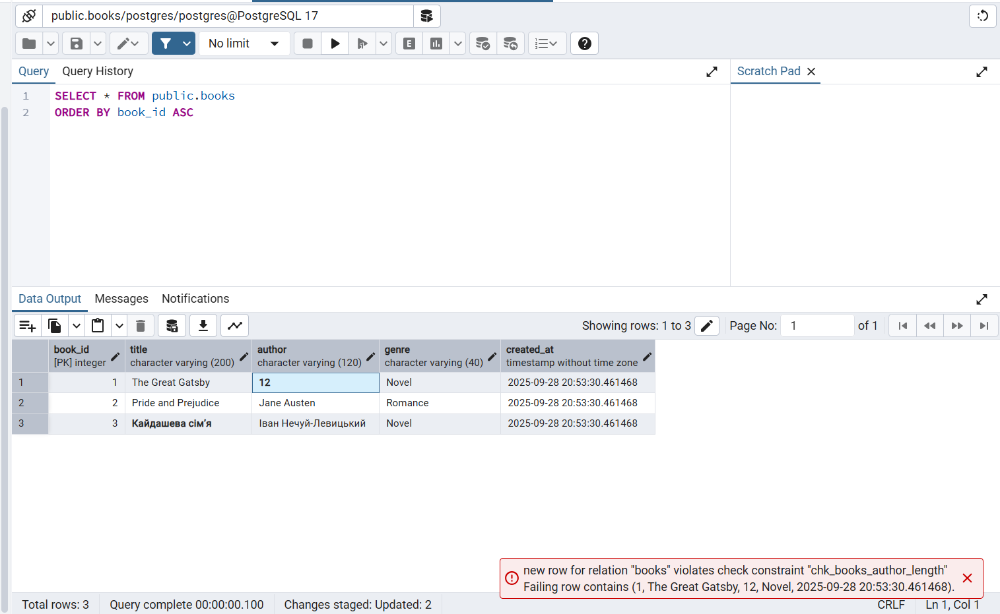 public.books/postgres/postgres@PostgreSQL 17
No limit
E
Query Query History
Scratch Pad
1 SELECT * FROM public.books
2 ORDER BY book_id ASC
Data Output Messages Notifications
Showing rows: 1 to 3 Page No: 1 of 1
book_id title author genre created_at
[PK] integer character varying (200) character varying (120) character varying (40) timestamp without time zone
1 1 The Great Gatsby 12 Novel 2025-09-28 20:53:30.461468
2 2 Pride and Prejudice Jane Austen Romance 2025-09-28 20:53:30.461468
3 3 Кайдашева сім’я Іван Нечуй-Левицький Novel 2025-09-28 20:53:30.461468
new row for relation "books" violates check constraint "chk_books_author_length"
Failing row contains (1, The Great Gatsby, 12, Novel, 2025-09-28 20:53:30.461468).
Total rows: 3 Query complete 00:00:00.100 Changes staged: Updated: 2 CRLF Ln 1, Col 1